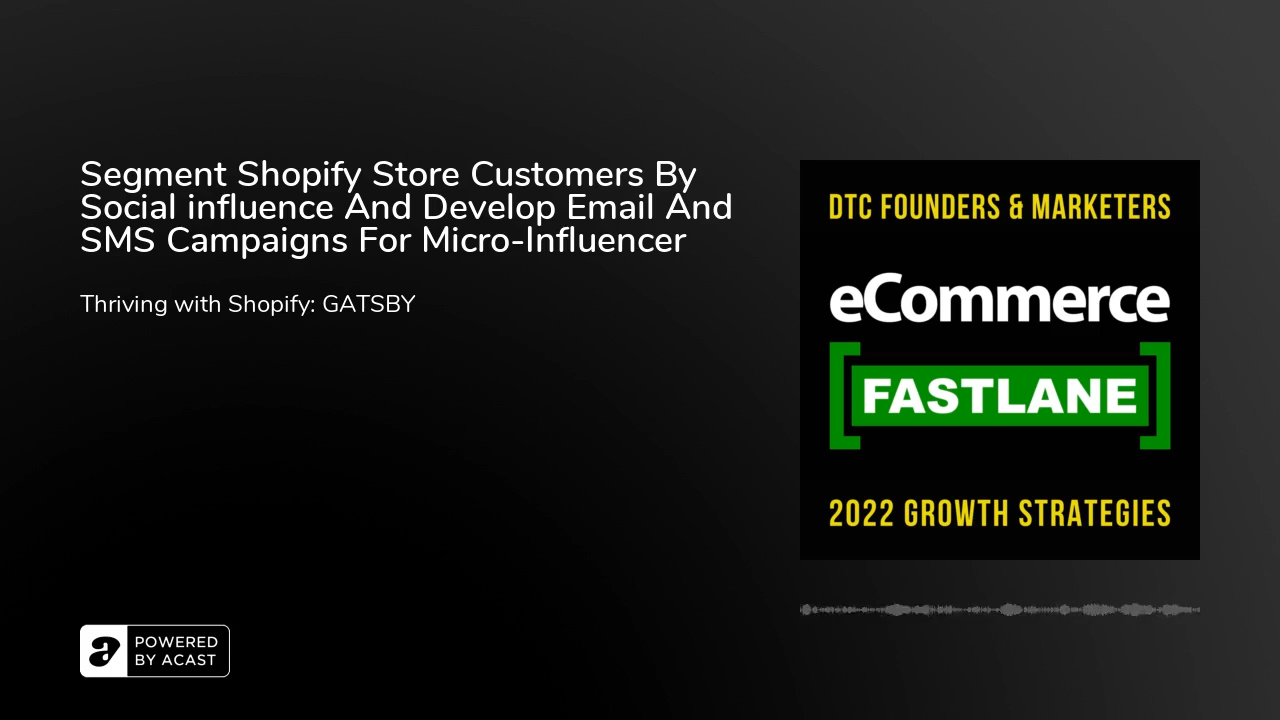 Segment Shopify Store Customers By
Social influence And Develop Email And
SMS Campaigns For Micro-Influencer
Thriving with Shopify: GATSBY
DTC FOUNDERS & MARKETERS
eCommerce
FASTLANE
2022 GROWTH STRATEGIES
POWERED
BY ACAST